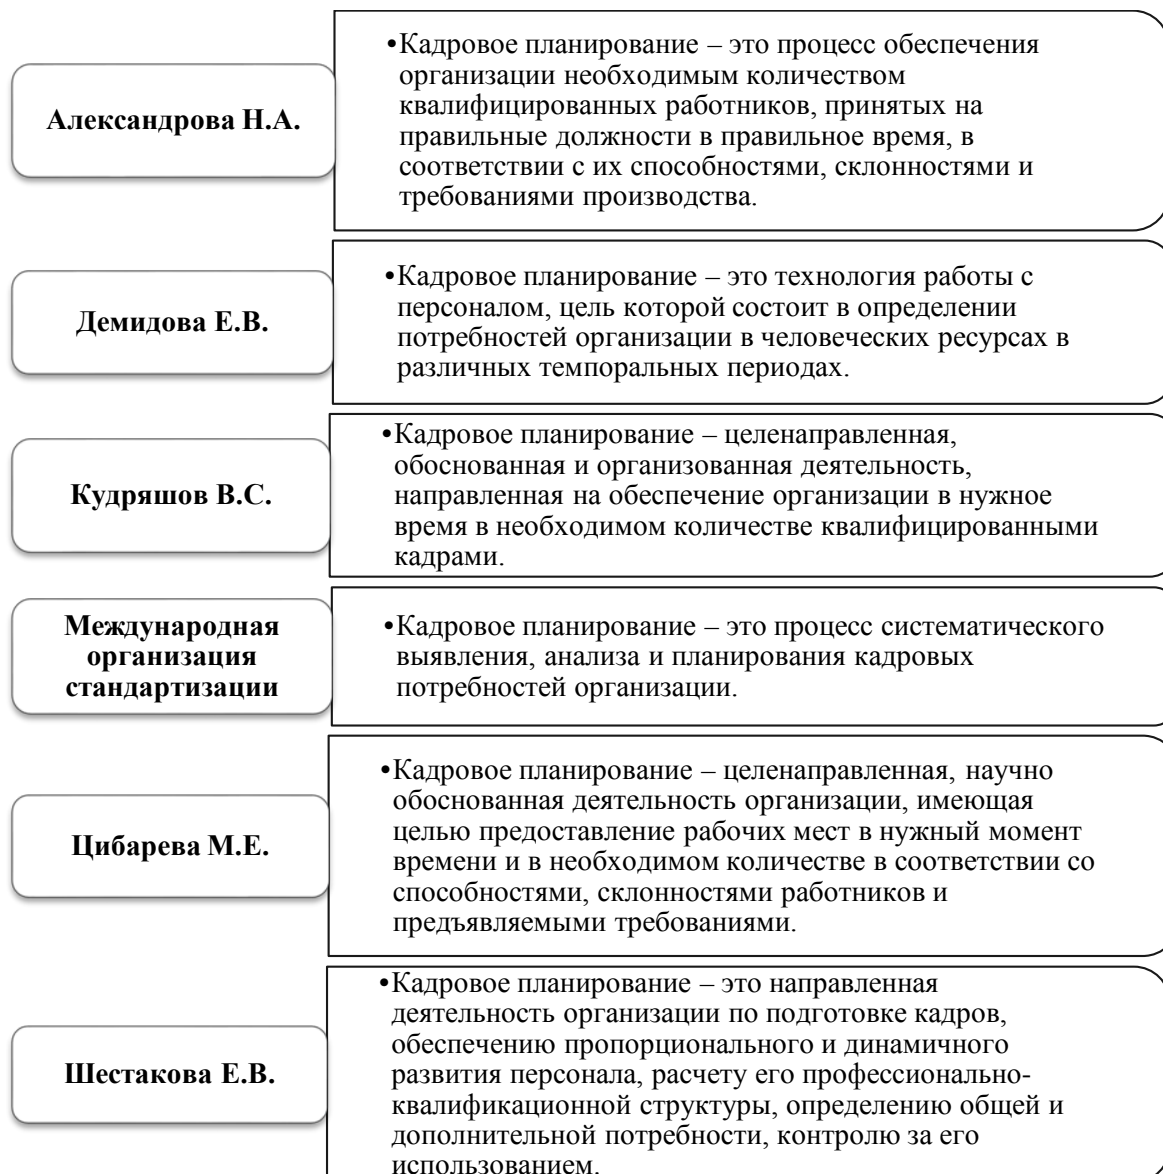 Александрова Н.А.
•Кадровое планирование – это процесс обеспечения
организации необходимым количеством
квалифицированных работников, принятых на
правильные должности в правильное время, в
соответствии с их способностями, склонностями и
требованиями производства.
Демидова Е.В.
•Кадровое планирование – это технология работы с
персоналом, цель которой состоит в определении
потребностей организации в человеческих ресурсах в
различных темпоральных периодах.
Кудряшов В.С.
•Кадровое планирование – целенаправленная,
обоснованная и организованная деятельность,
направленная на обеспечение организации в нужное
время в необходимом количестве квалифицированными
кадрами.
Международная
организация
стандартизации
•Кадровое планирование – это процесс систематического
выявления, анализа и планирования кадровых
потребностей организации.
Цибарева М.Е.
•Кадровое планирование – целенаправленная, научно
обоснованная деятельность организации, имеющая
целью предоставление рабочих мест в нужный момент
времени и в необходимом количестве в соответствии со
способностями, склонностями работников и
предъявляемыми требованиями.
Шестакова Е.В.
•Кадровое планирование – это направленная
деятельность организации по подготовке кадров,
обеспечению пропорционального и динамичного
развития персонала, расчету его профессионально-
квалификационной структуры, определению общей и
дополнительной потребности, контролю за его
использованием.